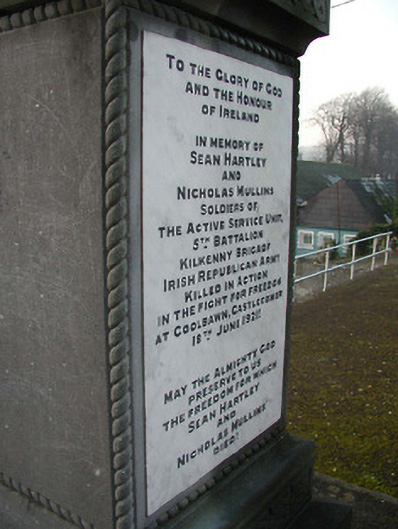 TO THE GLORY OF GOD
AND THE HONOUR
OF IRELAND
IN MEMORY OF
SEAN HARTLEY
AND
NICHOLAS MULLINS
SOLDIERS OF,
THE ACTIVE SERVICE UNIT,
5TH BATTALION
KILKENNY BRIGADE
IRISH REPUBLICAN ARMY
KILLED IN ACTION
IN THE FIGHT FOR FREEDOM
AT COOLBAWN, CASTLECOMER
18TH JUNE 1921!
MAY THE ALMIGHTY GOD
PRESERVE TO US
THE FREEDOM FOR WHICH
SEAN HARTLEY
AND
NICHOLAS MULLINS
DIED!